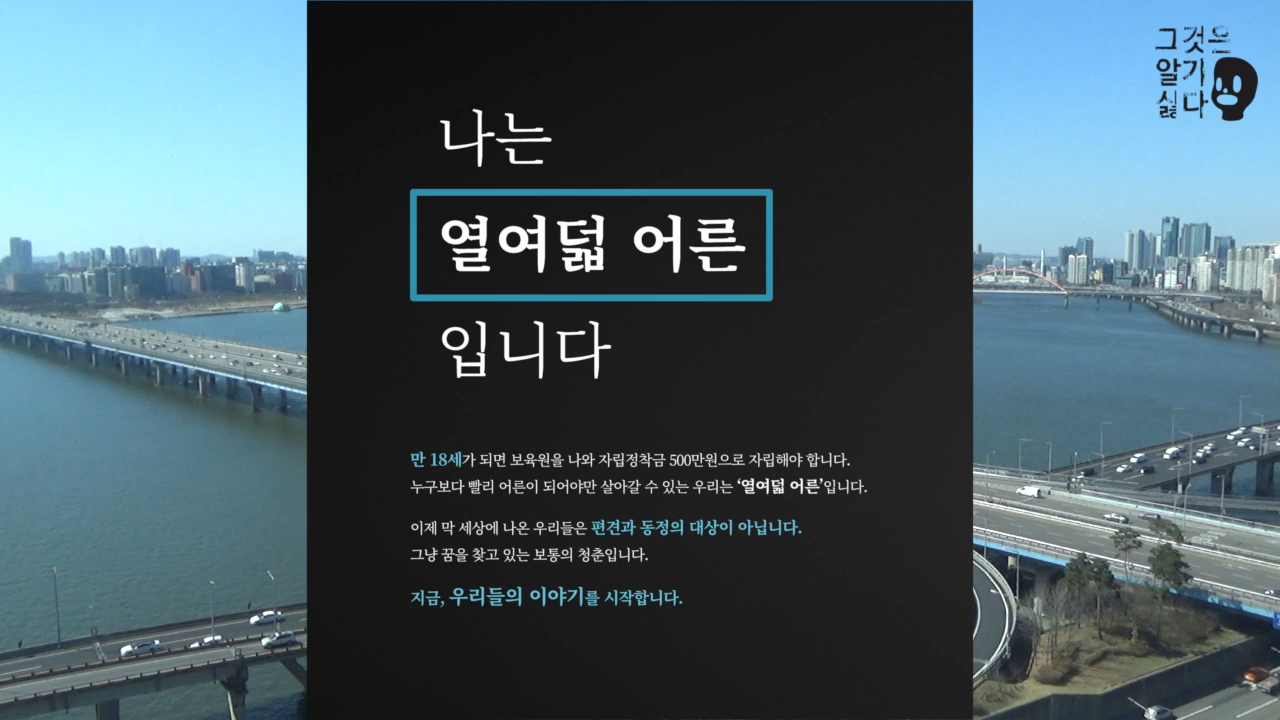 그것은
알기
싫다
나는
열여덟 어른
입니다
만 18세가 되면 보육원을 나와 자립정착금 500만원으로 자립해야 합니다.
누구보다 빨리 어른이 되어야만 살아갈 수 있는 우리는 ‘열여덟 어른’입니다.
이제 막 세상에 나온 우리들은 편견과 동정의 대상이 아닙니다.
그냥 꿈을 찾고 있는 보통의 청춘입니다.
지금, 우리들의 이야기를 시작합니다.